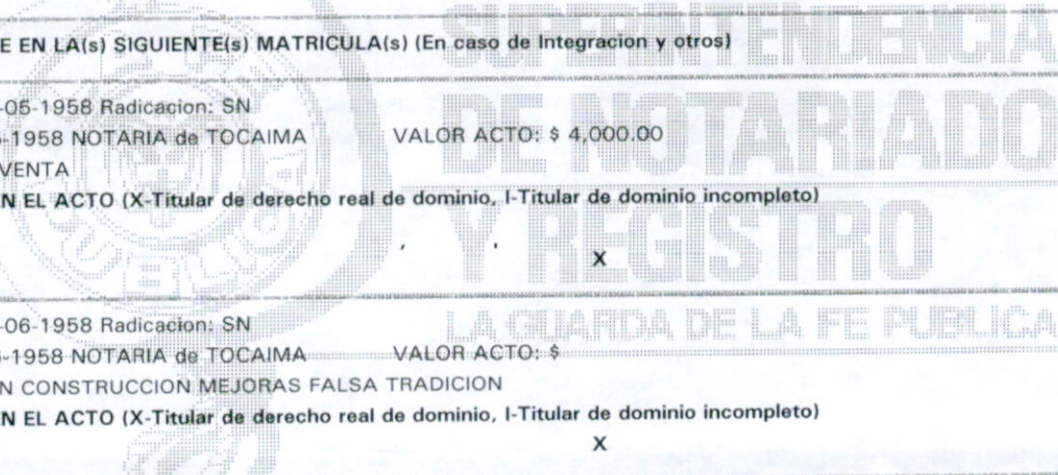 E EN LA(s) SIGUIENTE(s) MATRICULA(s) (En caso de Integracion y otros)
SUPERINTENDENCIA
-05-1958 Radicacion: SN
-1958 NOTARIA de TOCAIMA VALOR ACTO: $ 4,000.00
DE NOTARIADO
VENTA
N EL ACTO (X-Titular de derecho real de dominio, I-Titular de dominio incompleto)
Y REGISTRO
X
-06-1958 Radicacion: SN
LA GUARDA DE LA FE PUBLICA
-1958 NOTARIA de TOCAIMA VALOR ACTO: $
N CONSTRUCCION MEJORAS FALSA TRADICION
N EL ACTO (X-Titular de derecho real de dominio, I-Titular de dominio incompleto)
X